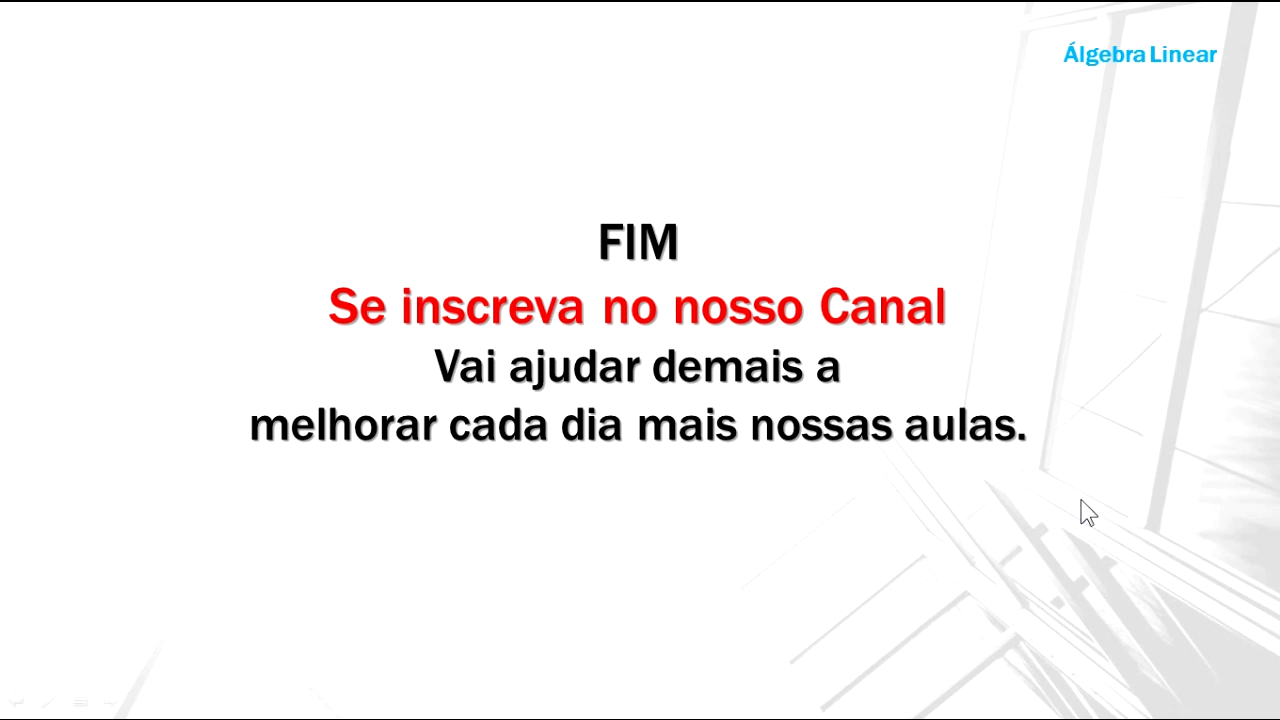 Álgebra Linear
FIM
Se inscreva no nosso Canal
Vai ajudar demais a
melhorar cada dia mais nossas aulas.